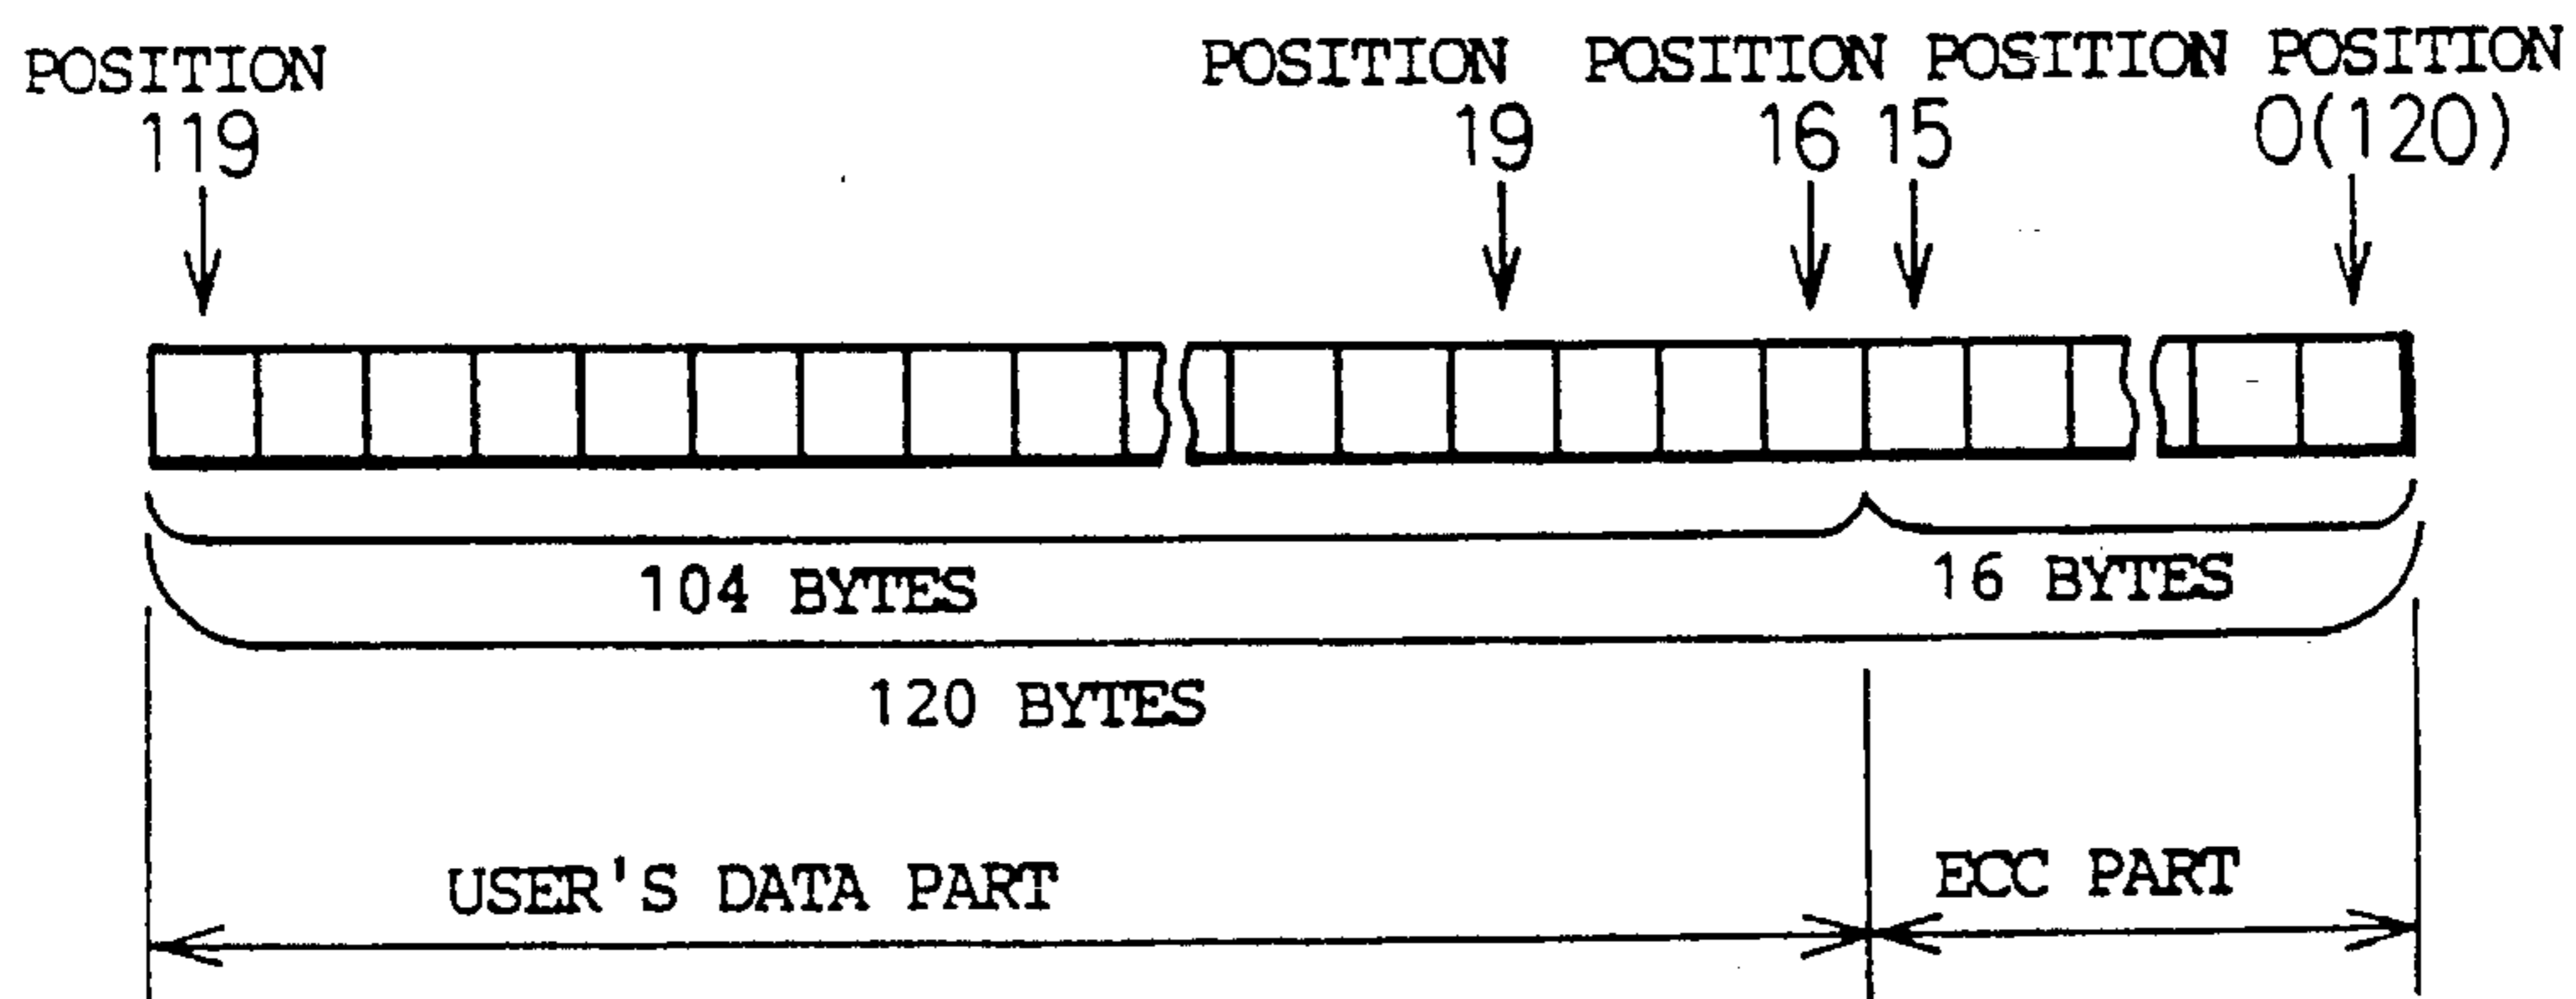 POSITION POSITION POSITION POSITION POSITION
119 19 16 15 0(120)
104 BYTES 16 BYTES
120 BYTES
USER'S DATA PART ECC PART